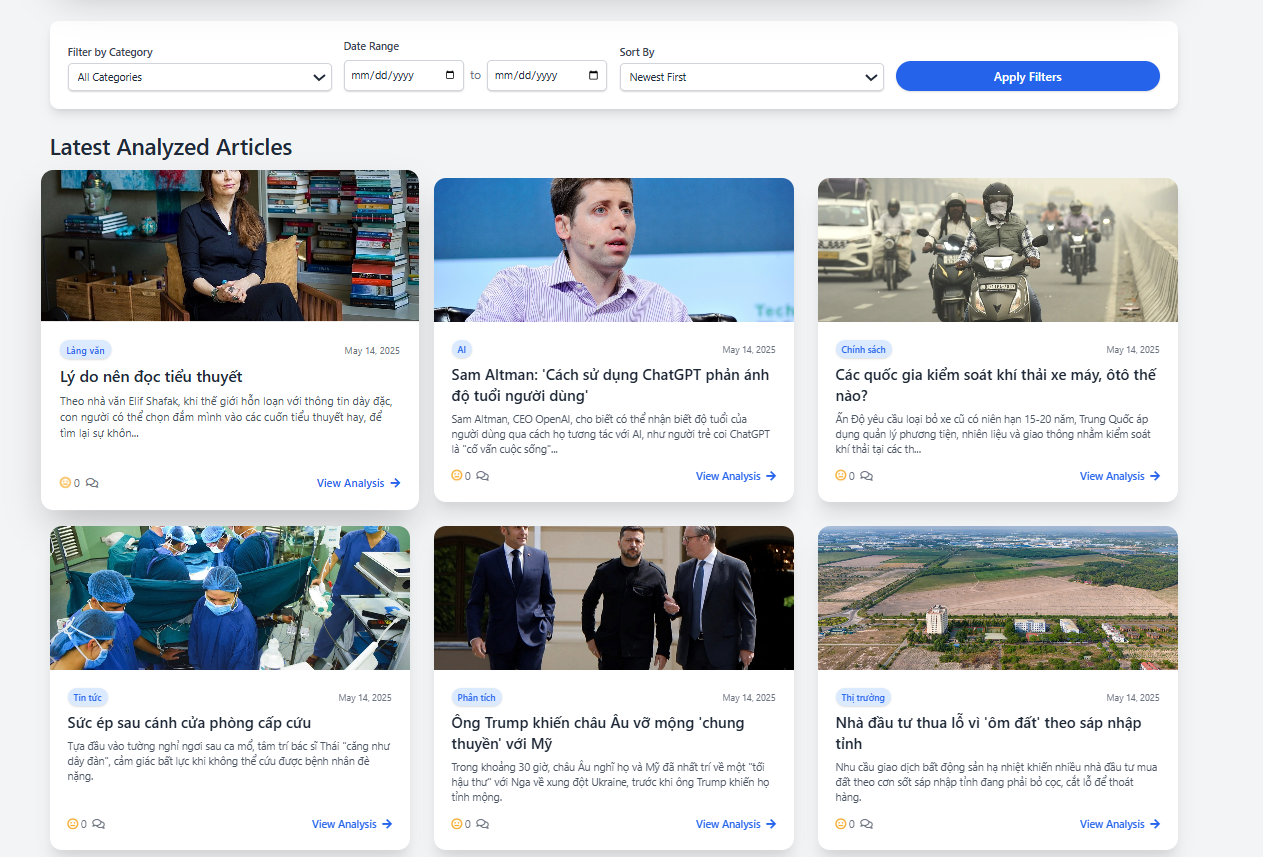 Filter by Category
Date Range
Sort By
All Categories
mm/dd/yyyy
to
mm/dd/yyyy
Newest First
Apply Filters
Latest Analyzed Articles
Làng văn
May 14, 2025
Lý do nên đọc tiểu thuyết
Theo nhà văn Elif Shafak, khi thế giới hỗn loạn với thông tin dày đặc,
con người có thể chọn đắm mình vào các cuốn tiểu thuyết hay, để
tìm lại sự khôn...
0
View Analysis
Tech
AI
May 14, 2025
Sam Altman: 'Cách sử dụng ChatGPT phản ánh
độ tuổi người dùng'
Sam Altman, CEO OpenAI, cho biết có thể nhận biết độ tuổi của
người dùng qua cách họ tương tác với AI, như người trẻ coi ChatGPT
là "cố vấn cuộc sống"...
0
View Analysis
Chính sách
May 14, 2025
Các quốc gia kiểm soát khí thải xe máy, ôtô thế
nào?
Ấn Độ yêu cầu loại bỏ xe cũ có niên hạn 15-20 năm, Trung Quốc áp
dụng quản lý phương tiện, nhiên liệu và giao thông nhằm kiểm soát
khí thải tại các th...
0
View Analysis
Tin tức
May 14, 2025
Sức ép sau cánh cửa phòng cấp cứu
Tựa đầu vào tường nghỉ ngơi sau ca mổ, tâm trí bác sĩ Thái "căng như
dây đàn", cảm giác bất lực khi không thể cứu được bệnh nhân đè
nặng.
0
View Analysis
Phân tích
May 14, 2025
Ông Trump khiến châu Âu vỡ mộng 'chung
thuyền' với Mỹ
Trong khoảng 30 giờ, châu Âu nghĩ họ và Mỹ đã nhất trí về một "tối
hậu thư" với Nga về xung đột Ukraine, trước khi ông Trump khiến họ
tỉnh mộng.
0
View Analysis
Thị trường
May 14, 2025
Nhà đầu tư thua lỗ vì 'ôm đất' theo sáp nhập
tỉnh
Nhu cầu giao dịch bất động sản hạ nhiệt khiến nhiều nhà đầu tư mua
đất theo cơn sốt sáp nhập tỉnh đang phải bỏ cọc, cắt lỗ để thoát
hàng.
0
View Analysis